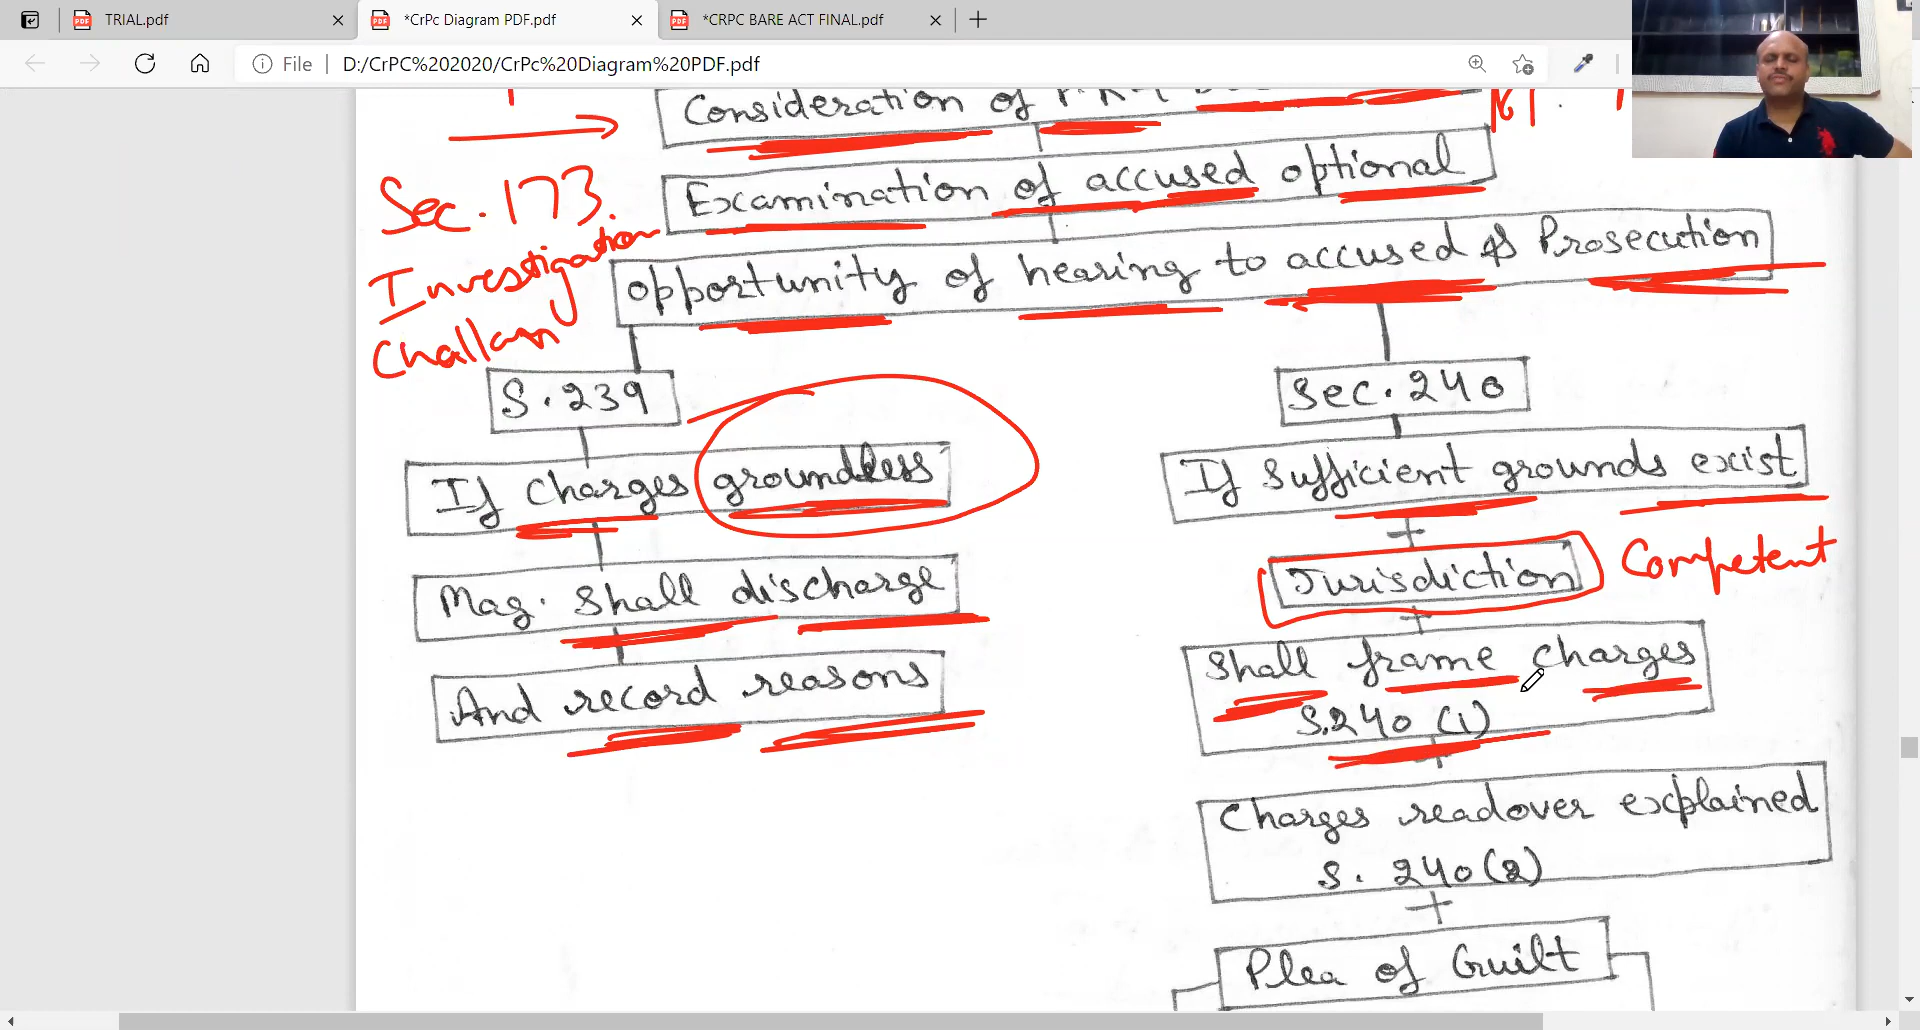 TRIAL.pdf
*CrPc Diagram PDF.pdf
*CRPC BARE ACT FINAL.pdf
File
D:/CrPC%202020/CrPc%20Diagram%20PDF.pdf
Consideration of
Examination of accused optional
Sec. 173.
Investigation
Challan
opportunity of hearing to accused & Prosecution
S. 239
If charges groundless
Mag. shall discharge
And record reasons
Sec. 240
If Sufficient grounds exist
+
Jurisdiction
Competent
+
Shall frame charges
S.240 (1)
+
Charges readover explained
S. 240(2)
+
Plea of Guilt